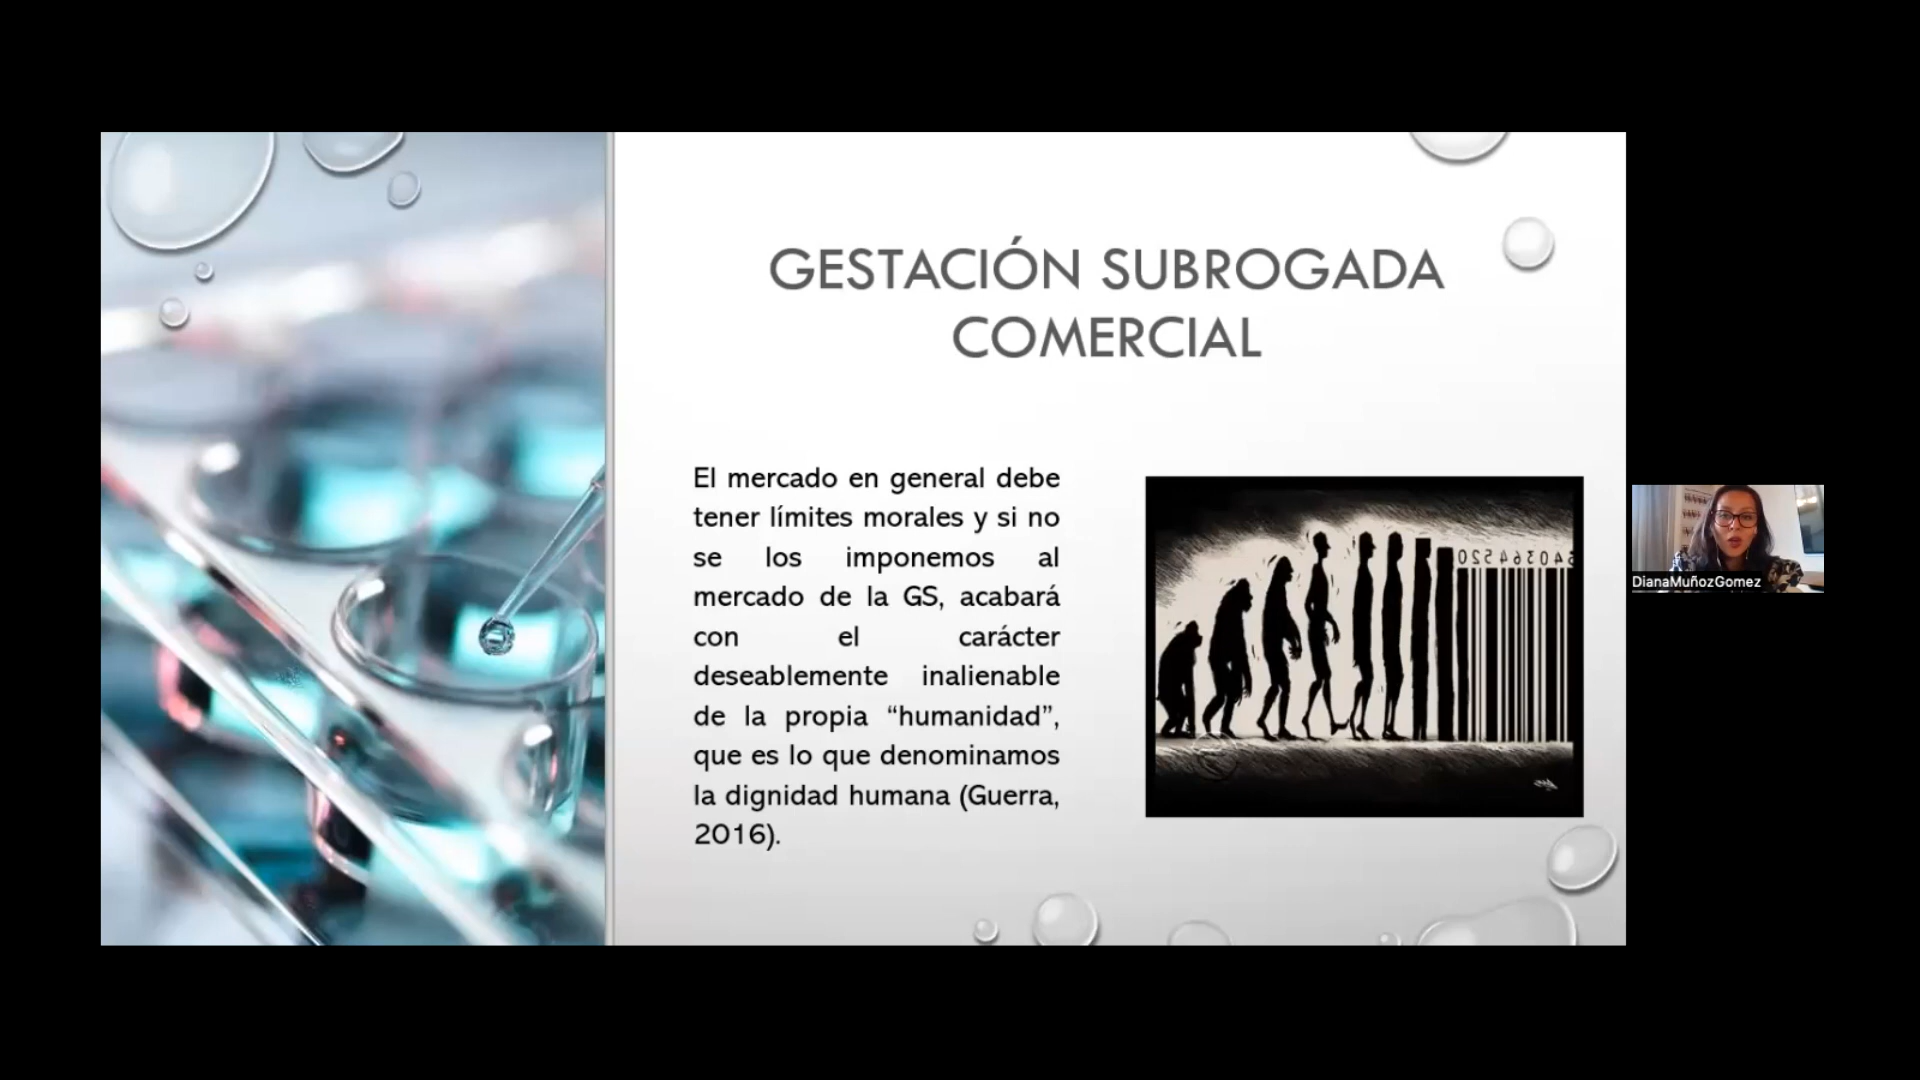 GESTACIÓN SUBROGADA
COMERCIAL
El mercado en general debe
tener límites morales y si no
se los imponemos al
mercado de la GS, acabará
con el carácter
deseablemente inalienable
de la propia “humanidad”,
que es lo que denominamos
la dignidad humana (Guerra,
2016).
DianaMuñozGomez